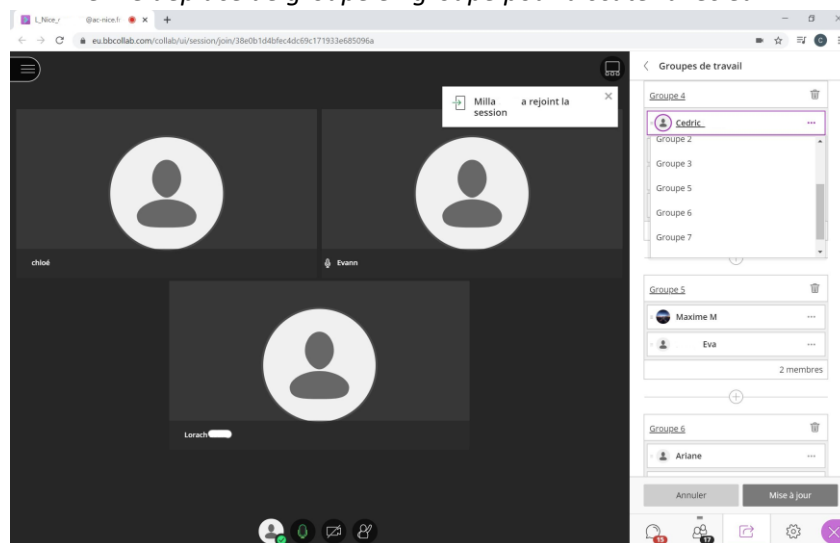 L_Nice_r @ac-nice.fr
eu.bbcollab.com/collab/ui/session/join/38e0b1d4bfec4dc69c171933e685096a
Groupes de travail
Milla a rejoint la
session
Groupe 4
Cedric_
Groupe 2
Groupe 3
Groupe 5
Groupe 6
Groupe 7
chloé
Evann
Groupe 5
Maxime M
Eva
2 membres
Lorach
Groupe 6
Ariane
Annuler
Mise à jour
15
17